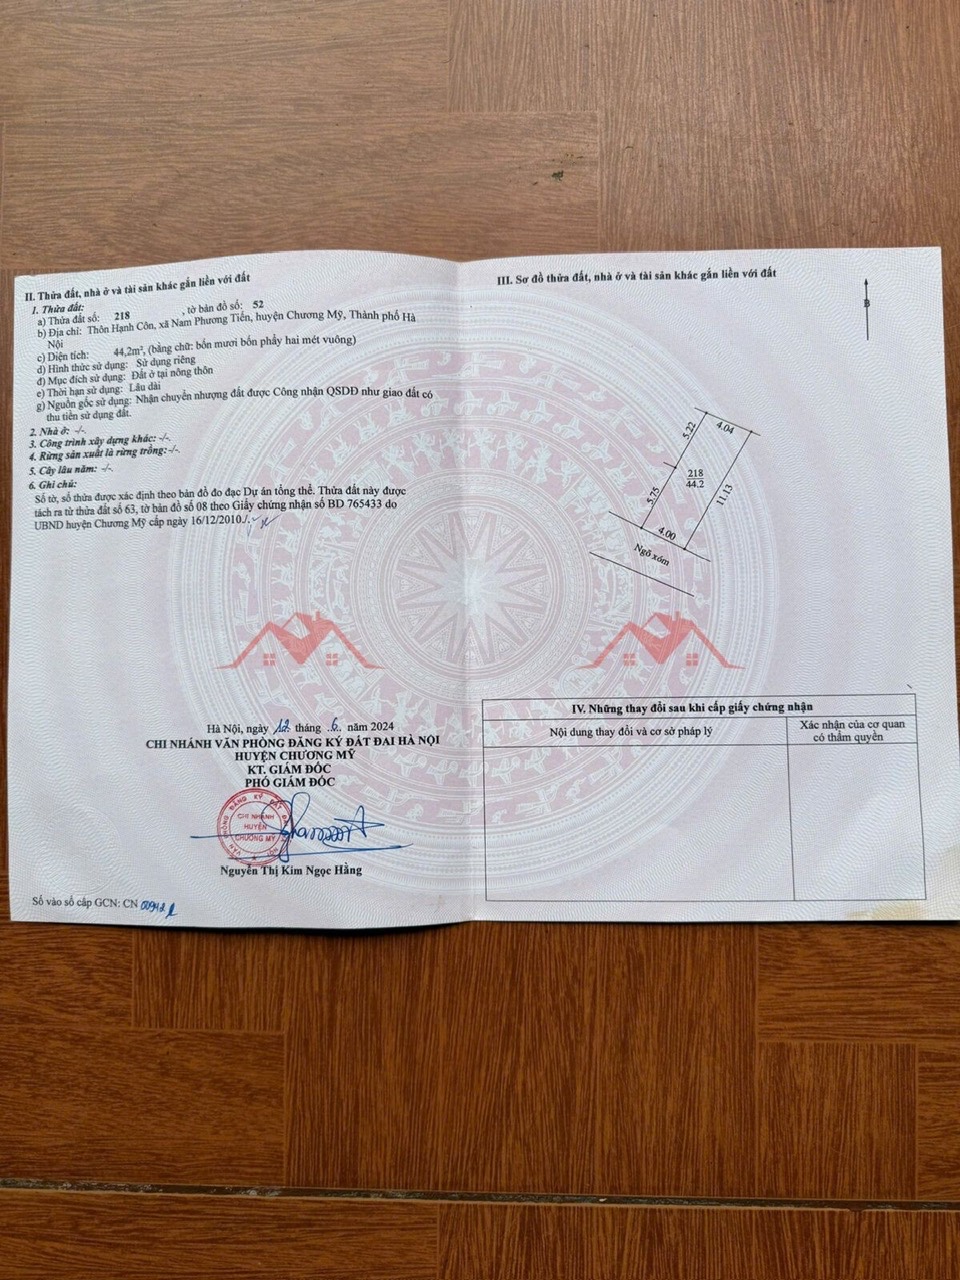 II. Thửa đất, nhà ở và tài sản khác gắn liền với đất
1. Thửa đất:
a) Thửa đất số: 218 , tờ bản đồ số: 52
b) Địa chỉ: Thôn Hạnh Côn, xã Nam Phương Tiến, huyện Chương Mỹ, Thành phố Hà
Nội
c) Diện tích: 44,2m², (bằng chữ: bốn mươi bốn phẩy hai mét vuông)
d) Hình thức sử dụng: Sử dụng riêng
đ) Mục đích sử dụng: Đất ở tại nông thôn
e) Thời hạn sử dụng: Lâu dài
g) Nguồn gốc sử dụng: Nhận chuyển nhượng đất được Công nhận QSDĐ như giao đất có
thu tiền sử dụng đất.
2. Nhà ở: -/-.
3. Công trình xây dựng khác: -/-.
4. Rừng sản xuất là rừng trồng:-/-.
5. Cây lâu năm: -/-.
6. Ghi chú:
Số tờ, số thửa được xác định theo bản đồ đo đạc Dự án tổng thể. Thửa đất này được
tách ra từ thửa đất số 63, tờ bản đồ số 08 theo Giấy chứng nhận số BD 765433 do
UBND huyện Chương Mỹ cấp ngày 16/12/2010./.
Hà Nội, ngày 12 tháng 6 năm 2024
CHI NHÁNH VĂN PHÒNG ĐĂNG KÝ ĐẤT ĐAI HÀ NỘI
HUYỆN CHƯƠNG MỸ
KT. GIÁM ĐỐC
PHÓ GIÁM ĐỐC
CHI NHÁNH
HUYỆN
CHƯƠNG MỸ
Nguyễn Thị Kim Ngọc Hằng
Số vào sổ cấp GCN: CN
III. Sơ đồ thửa đất, nhà ở và tài sản khác gắn liền với đất
B
5.22
4.04
218
44.2
5.75
11.13
4.00
Ngõ xóm
IV. Những thay đổi sau khi cấp giấy chứng nhận
Nội dung thay đổi và cơ sở pháp lý
Xác nhận của cơ quan
có thẩm quyền